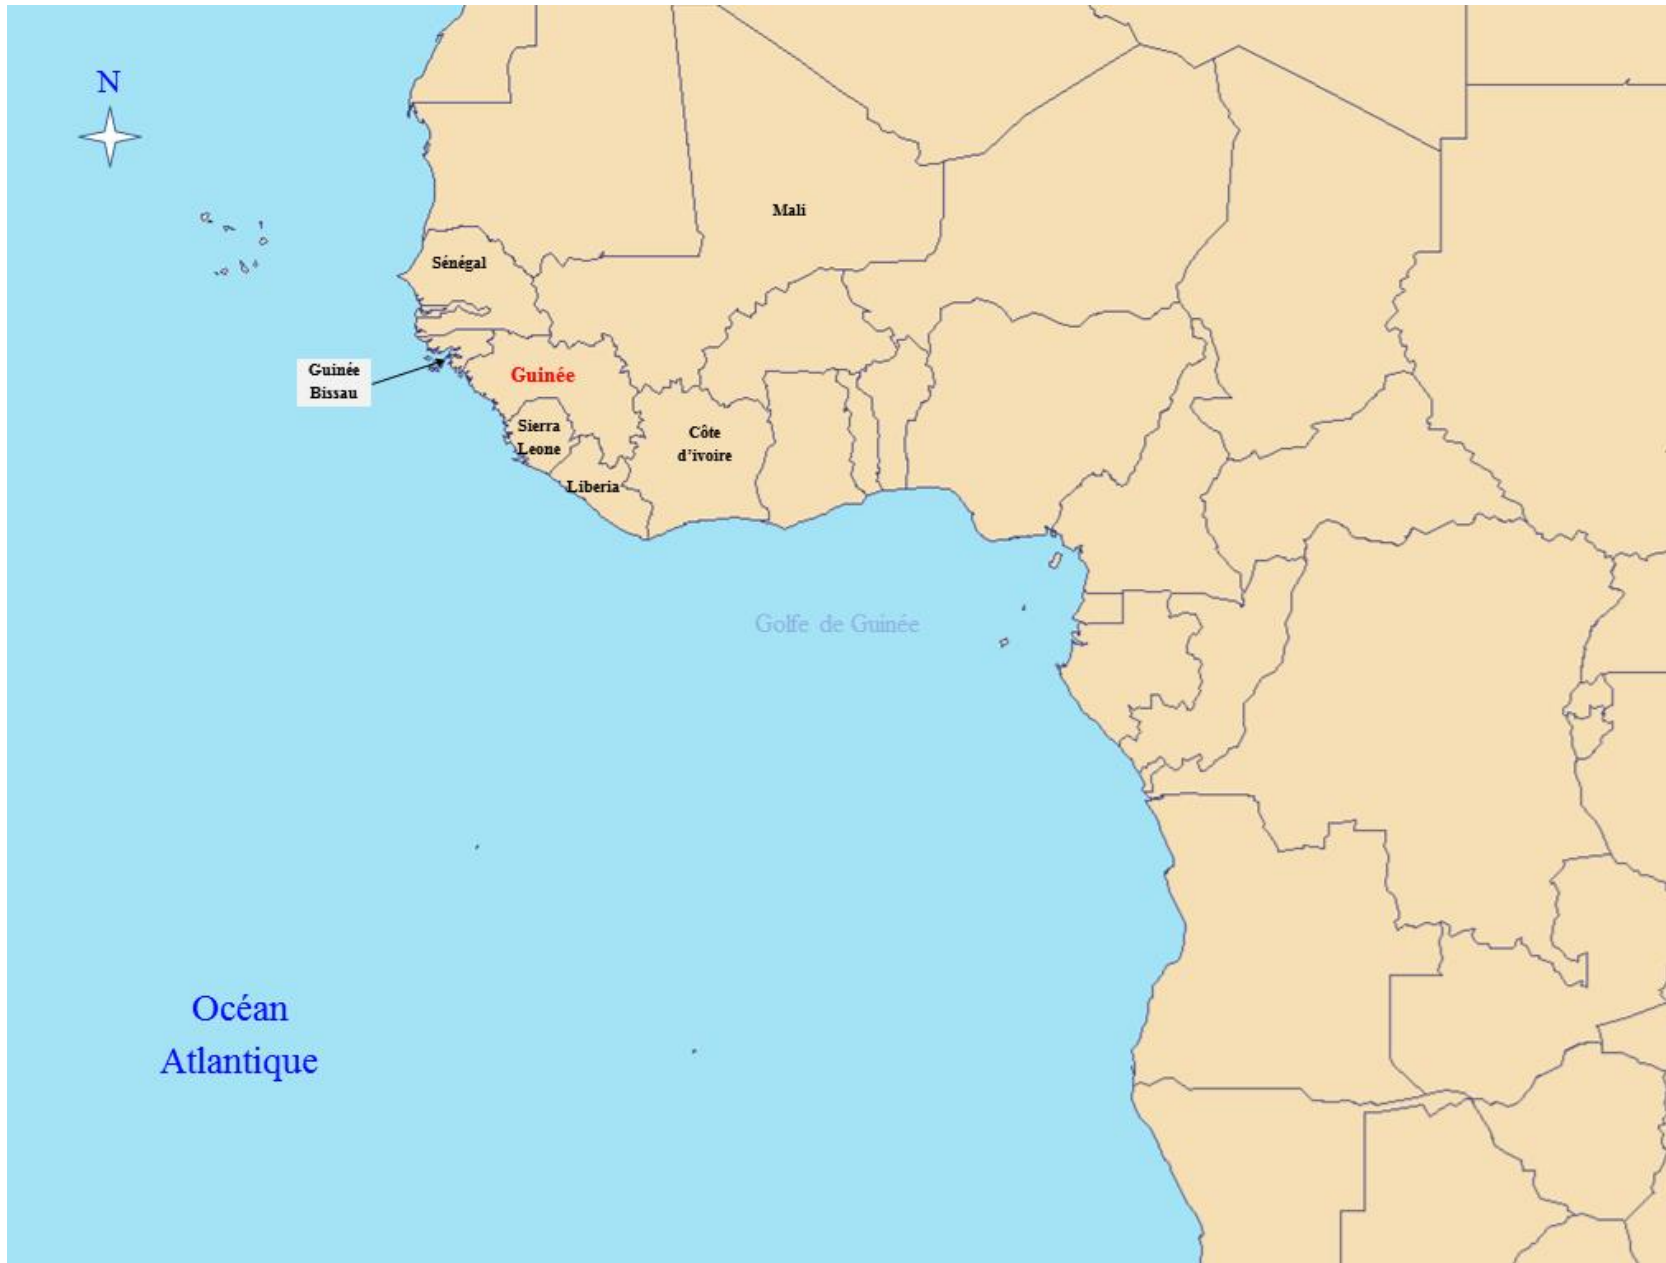 N
Mali
Sénégal
Guinée
Bissau
Guinée
Sierra
Leone
Côte
d'ivoire
Liberia
Golfe de Guinée
Océan
Atlantique